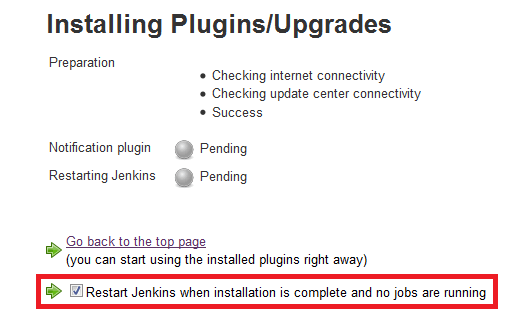 Installing Plugins/Upgrades
Preparation
Checking internet connectivity
Checking update center connectivity
Success
Notification plugin Pending
Restarting Jenkins Pending
Go back to the top page
(you can start using the installed plugins right away)
Restart Jenkins when installation is complete and no jobs are running